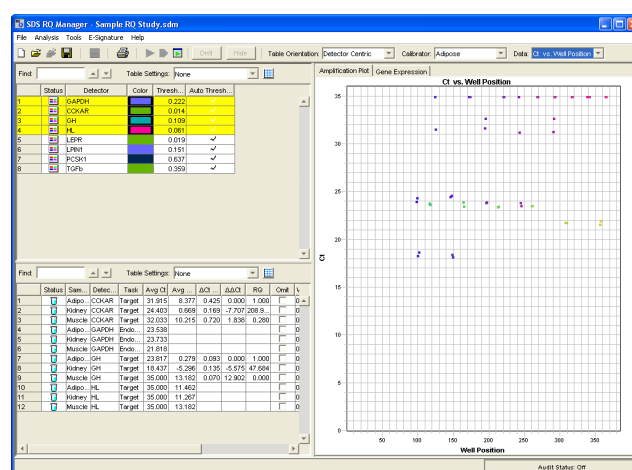 SDS RQ Manager - Sample RQ Study.sdm
File Analysis Tools E-Signature Help
Omit Hide Table Orientation: Detector Centric Calibrator: Adipose Data: Ct vs. Well Position
Find: Table Settings: None
Status Detector Color Thresh... Auto Thresh...
1 GAPDH 0.222
2 CCKAR 0.014
3 GH 0.109
4 HL 0.061
5 LEPR 0.019
6 LPIN1 0.151
7 PCSK1 0.637
8 TGFb 0.359
Find: Table Settings: None
Status Sam... Detec... Task Avg Ct Avg ... ΔCt ... ΔΔCt RQ Omit
1 Adipo... CCKAR Target 31.915 8.377 0.425 0.000 1.000 0
2 Kidney CCKAR Target 24.403 0.669 0.169 -7.707 208.9... 0
3 Muscle CCKAR Target 32.033 10.215 0.720 1.838 0.280 0
4 Adipo... GAPDH Endo... 23.538 0
5 Kidney GAPDH Endo... 23.733 0
6 Muscle GAPDH Endo... 21.818 0
7 Adipo... GH Target 23.817 0.279 0.093 0.000 1.000 0
8 Kidney GH Target 18.437 -5.296 0.135 -5.575 47.684 0
9 Muscle GH Target 35.000 13.182 0.070 12.902 0.000 0
10 Adipo... HL Target 35.000 11.462 0
11 Kidney HL Target 35.000 11.267 0
12 Muscle HL Target 35.000 13.182 0
Amplification Plot Gene Expression
Ct vs. Well Position
35
30
25
20
15
10
5
0
Ct
50 100 150 200 250 300 350
Well Position
Audit Status: Off